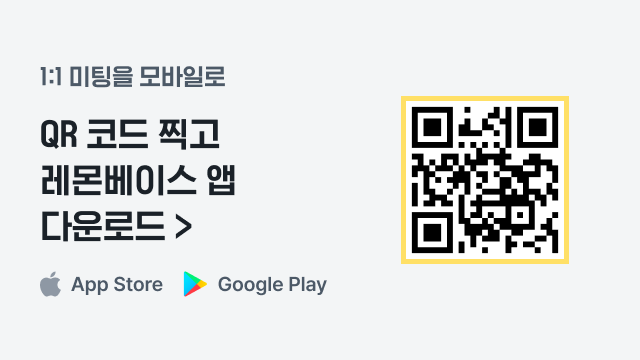 1:1 미팅을 모바일로
QR 코드 찍고
레몬베이스 앱
다운로드 >
App Store
Google Play